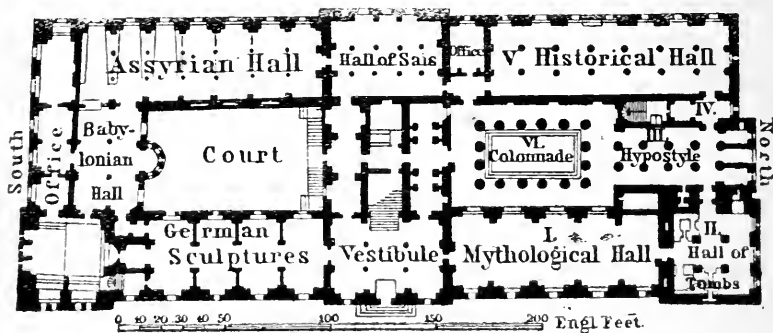 Assyrian Hall
Hall of Sais
Office
V. Historical Hall
IV.
South
Office
Baby-
lonian
Hall
Court
VI.
Colonnade
III
Hypostyle
North
German
Sculptures
Vestibule
I.
Mythological Hall
II.
Hall of
Tombs
0 10 20 30 40 50 100 150 200 Engl. Feet.